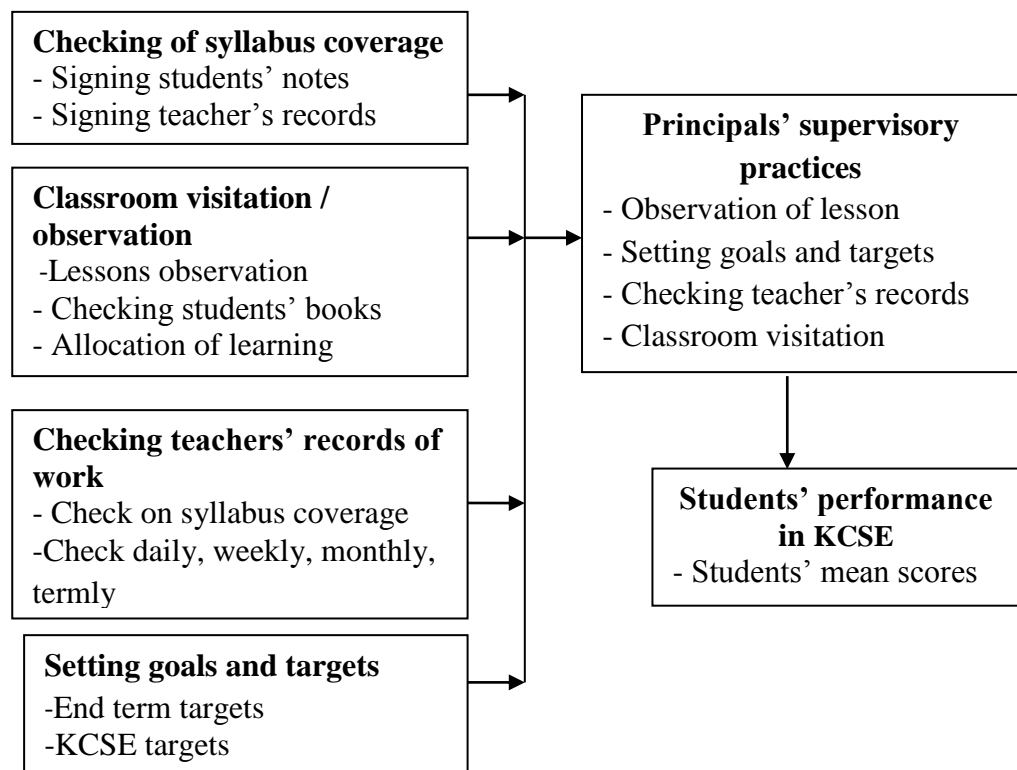 Checking of syllabus coverage
- Signing students’ notes
- Signing teacher’s records
Classroom visitation /
observation
-Lessons observation
- Checking students’ books
- Allocation of learning
Checking teachers’ records of
work
- Check on syllabus coverage
-Check daily, weekly, monthly,
termly
Setting goals and targets
-End term targets
-KCSE targets
Principals’ supervisory
practices
- Observation of lesson
- Setting goals and targets
- Checking teacher’s records
- Classroom visitation
Students’ performance
in KCSE
- Students’ mean scores